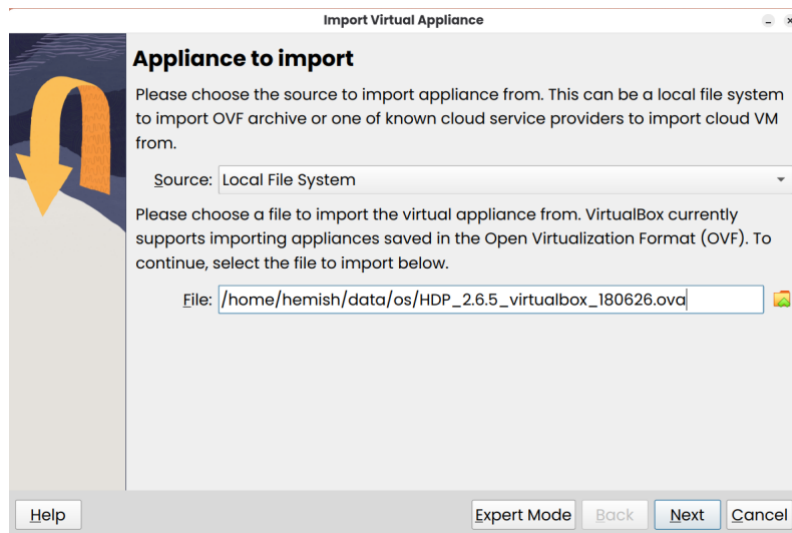 Import Virtual Appliance
Appliance to import
Please choose the source to import appliance from. This can be a local file system
to import OVF archive or one of known cloud service providers to import cloud VM
from.
Source: Local File System
Please choose a file to import the virtual appliance from. VirtualBox currently
supports importing appliances saved in the Open Virtualization Format (OVF). To
continue, select the file to import below.
File: /home/hemish/data/os/HDP_2.6.5_virtualbox_180626.ova
Help Expert Mode Back Next Cancel